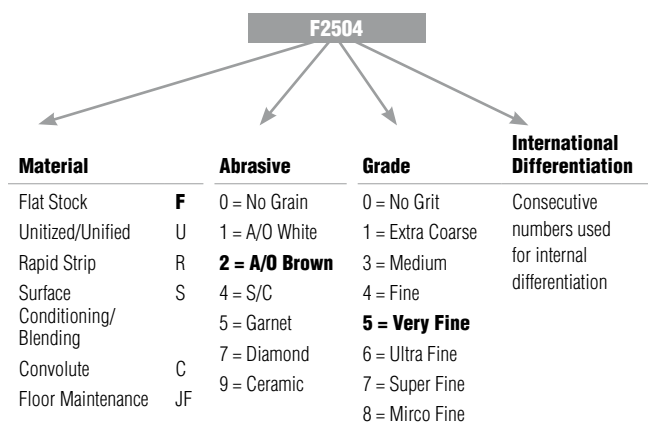 F2504
Material
Flat Stock F
Unitized/Unified U
Rapid Strip R
Surface S
Conditioning/
Blending
Convolute C
Floor Maintenance JF
Abrasive
0 = No Grain
1 = A/O White
2 = A/O Brown
4 = S/C
5 = Garnet
7 = Diamond
9 = Ceramic
Grade
0 = No Grit
1 = Extra Coarse
3 = Medium
4 = Fine
5 = Very Fine
6 = Ultra Fine
7 = Super Fine
8 = Mirco Fine
International
Differentiation
Consecutive
numbers used
for internal
differentiation